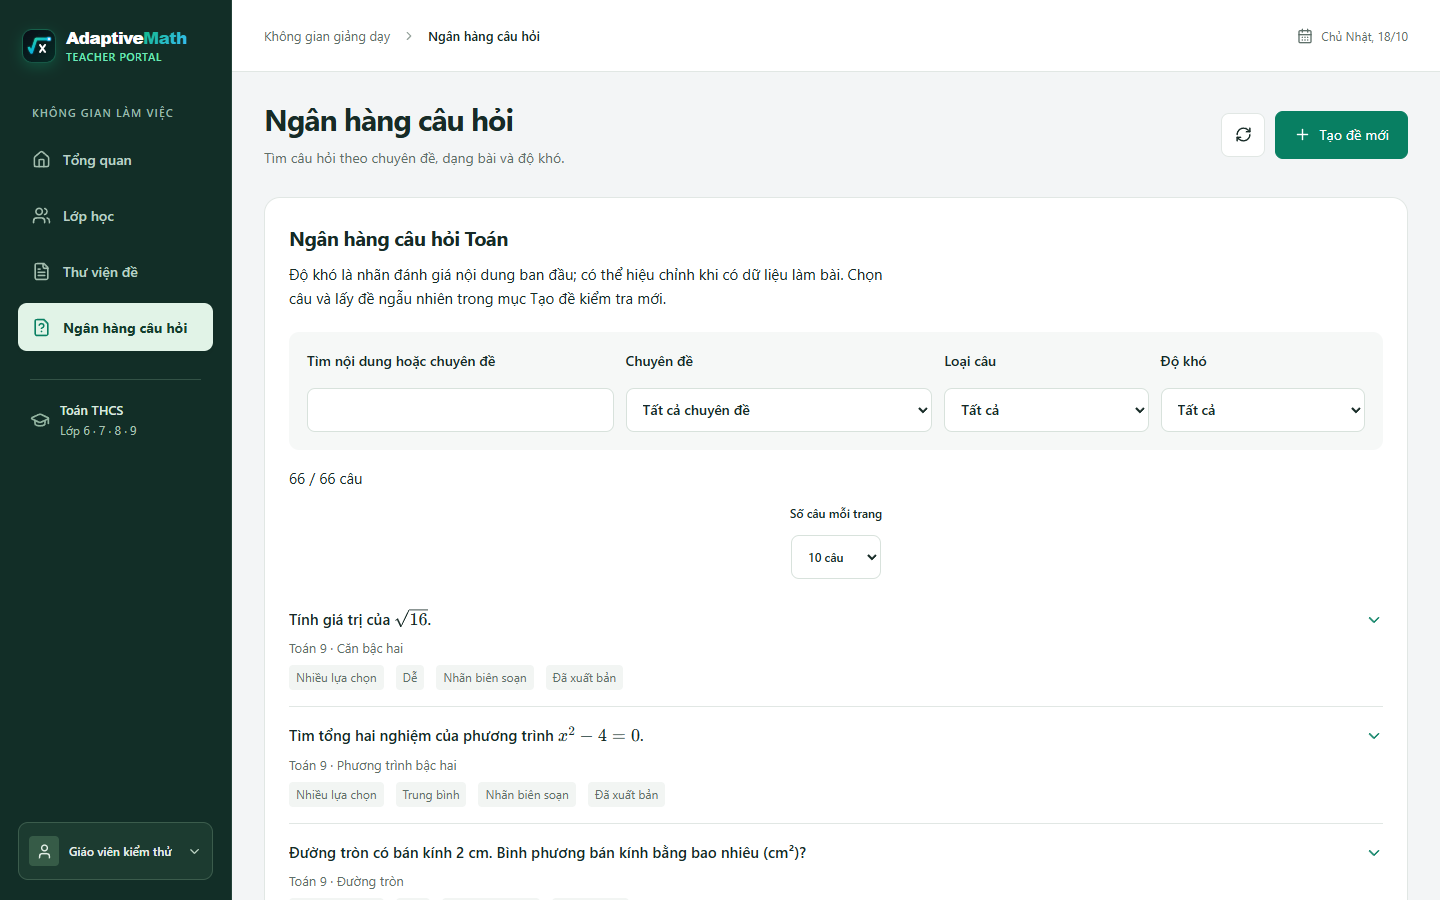 AdaptiveMath
TEACHER PORTAL
KHÔNG GIAN LÀM VIỆC
Tổng quan
Lớp học
Thư viện đề
Ngân hàng câu hỏi
Toán THCS
Lớp 6 · 7 · 8 · 9
Giáo viên kiểm thử
Không gian giảng dạy > Ngân hàng câu hỏi
Chủ Nhật, 18/10
Ngân hàng câu hỏi
Tìm câu hỏi theo chuyên đề, dạng bài và độ khó.
+ Tạo đề mới
Ngân hàng câu hỏi Toán
Độ khó là nhãn đánh giá nội dung ban đầu; có thể hiệu chỉnh khi có dữ liệu làm bài. Chọn
câu và lấy đề ngẫu nhiên trong mục Tạo đề kiểm tra mới.
Tìm nội dung hoặc chuyên đề
Chuyên đề
Loại câu
Độ khó
Tất cả chuyên đề
Tất cả
Tất cả
66 / 66 câu
Số câu mỗi trang
10 câu
Tính giá trị của √16.
Toán 9 · Căn bậc hai
Nhiều lựa chọn Dễ Nhãn biên soạn Đã xuất bản
Tìm tổng hai nghiệm của phương trình x² − 4 = 0.
Toán 9 · Phương trình bậc hai
Nhiều lựa chọn Trung bình Nhãn biên soạn Đã xuất bản
Đường tròn có bán kính 2 cm. Bình phương bán kính bằng bao nhiêu (cm²)?
Toán 9 · Đường tròn